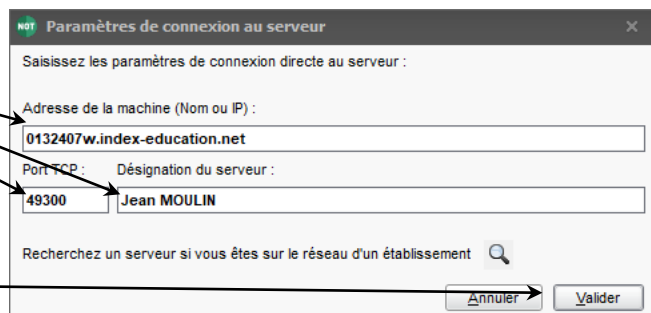 NOT Paramètres de connexion au serveur
Saisissez les paramètres de connexion directe au serveur :
Adresse de la machine (Nom ou IP) :
0132407w.index-education.net
Port TCP : Désignation du serveur :
49300 Jean MOULIN
Recherchez un serveur si vous êtes sur le réseau d'un établissement
Annuler Valider